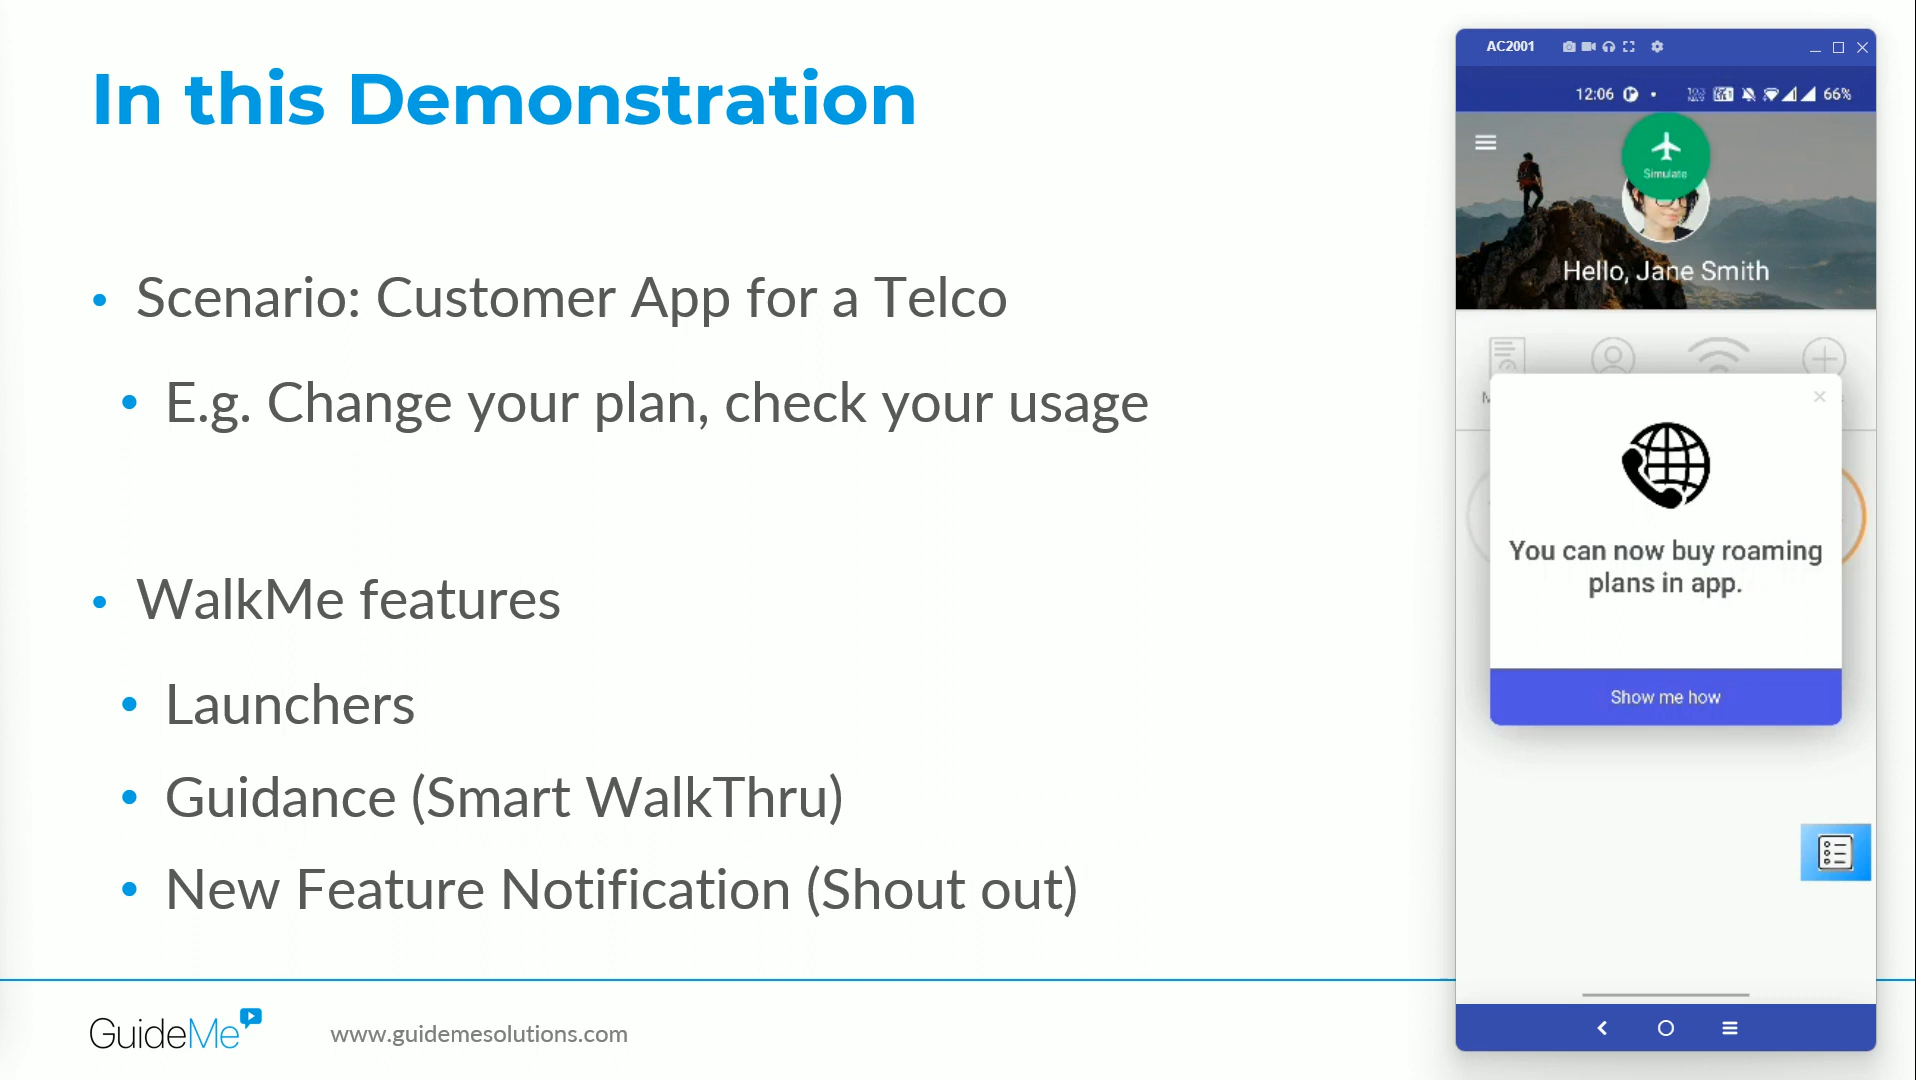 In this Demonstration
• Scenario: Customer App for a Telco
• E.g. Change your plan, check your usage
• WalkMe features
• Launchers
• Guidance (Smart WalkThru)
• New Feature Notification (Shout out)
GuideMe
www.guidemesolutions.com
AC2001
12:06
66%
Simulate
Hello, Jane Smith
You can now buy roaming
plans in app.
Show me how